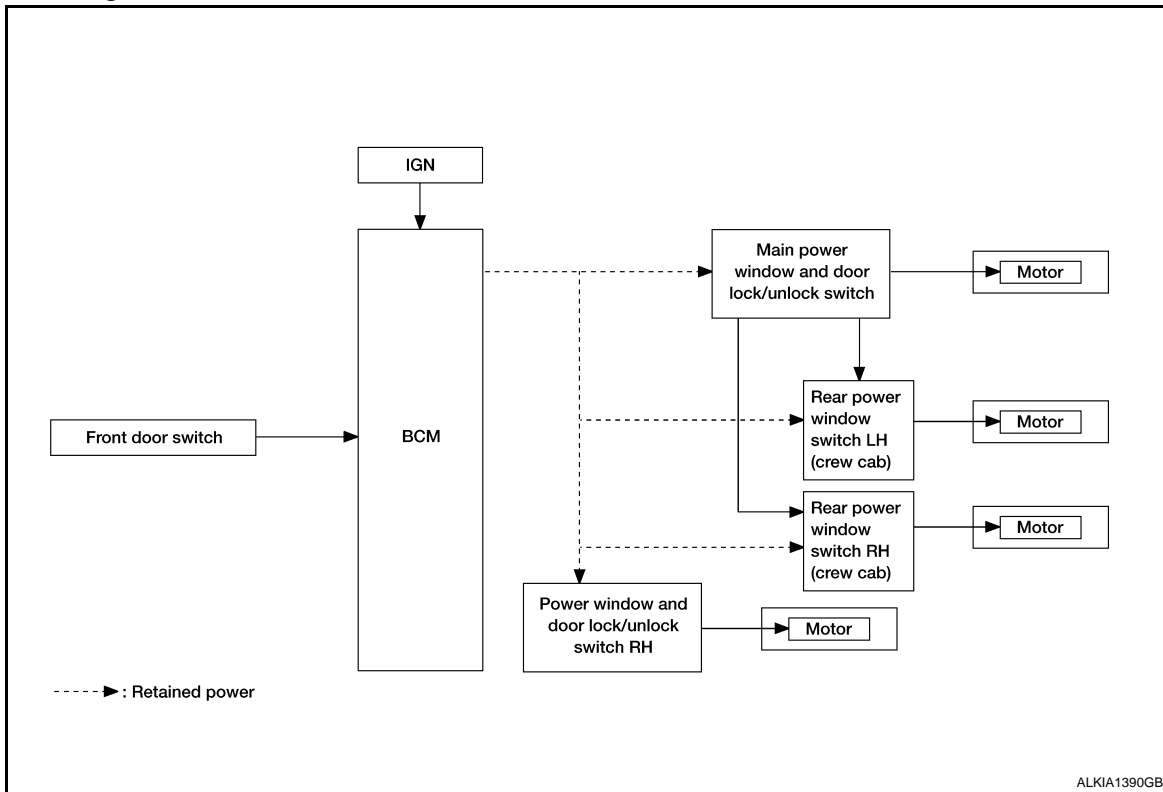 IGN
Main power
window and door
lock/unlock switch
Motor
Rear power
window
switch LH
(crew cab)
Motor
Front door switch
BCM
Rear power
window
switch RH
(crew cab)
Motor
Power window and
door lock/unlock
switch RH
Motor
: Retained power
ALKIA1390GB